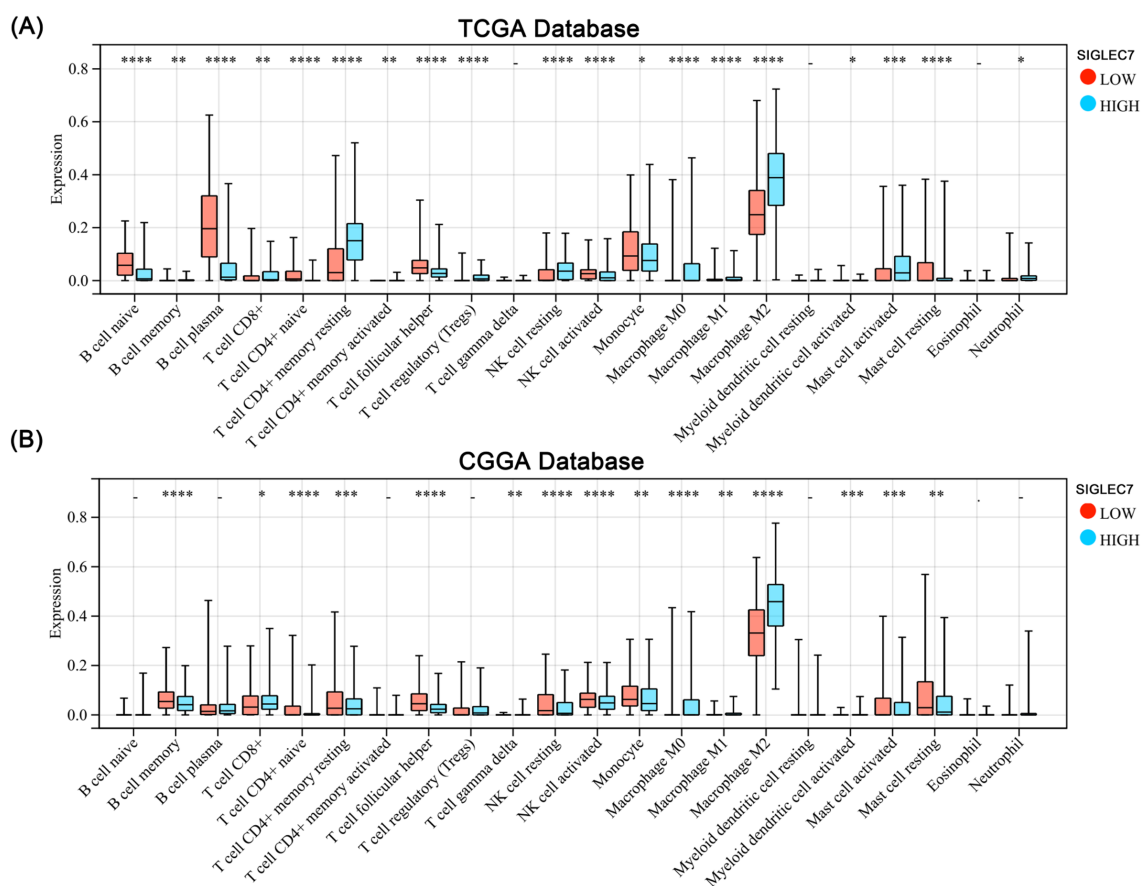 (A)
TCGA Database
**** ** **** ** **** **** ** **** **** - **** **** * **** **** **** - * *** **** - *
SIGLEC7
LOW
HIGH
Expression
0.8
0.6
0.4
0.2
0.0
B cell naive
B cell memory
B cell plasma
T cell CD8+
T cell CD4+ naive
T cell CD4+ memory resting
T cell CD4+ memory activated
T cell follicular helper
T cell regulatory (Tregs)
T cell gamma delta
NK cell resting
NK cell activated
Monocyte
Macrophage M0
Macrophage M1
Macrophage M2
Myeloid dendritic cell resting
Myeloid dendritic cell activated
Mast cell activated
Mast cell resting
Eosinophil
Neutrophil
(B)
CGGA Database
- **** - * **** *** - **** - ** **** **** ** **** ** **** - *** *** ** . -
SIGLEC7
LOW
HIGH
Expression
0.8
0.6
0.4
0.2
0.0
B cell naive
B cell memory
B cell plasma
T cell CD8+
T cell CD4+ naive
T cell CD4+ memory resting
T cell CD4+ memory activated
T cell follicular helper
T cell regulatory (Tregs)
T cell gamma delta
NK cell resting
NK cell activated
Monocyte
Macrophage M0
Macrophage M1
Macrophage M2
Myeloid dendritic cell resting
Myeloid dendritic cell activated
Mast cell activated
Mast cell resting
Eosinophil
Neutrophil